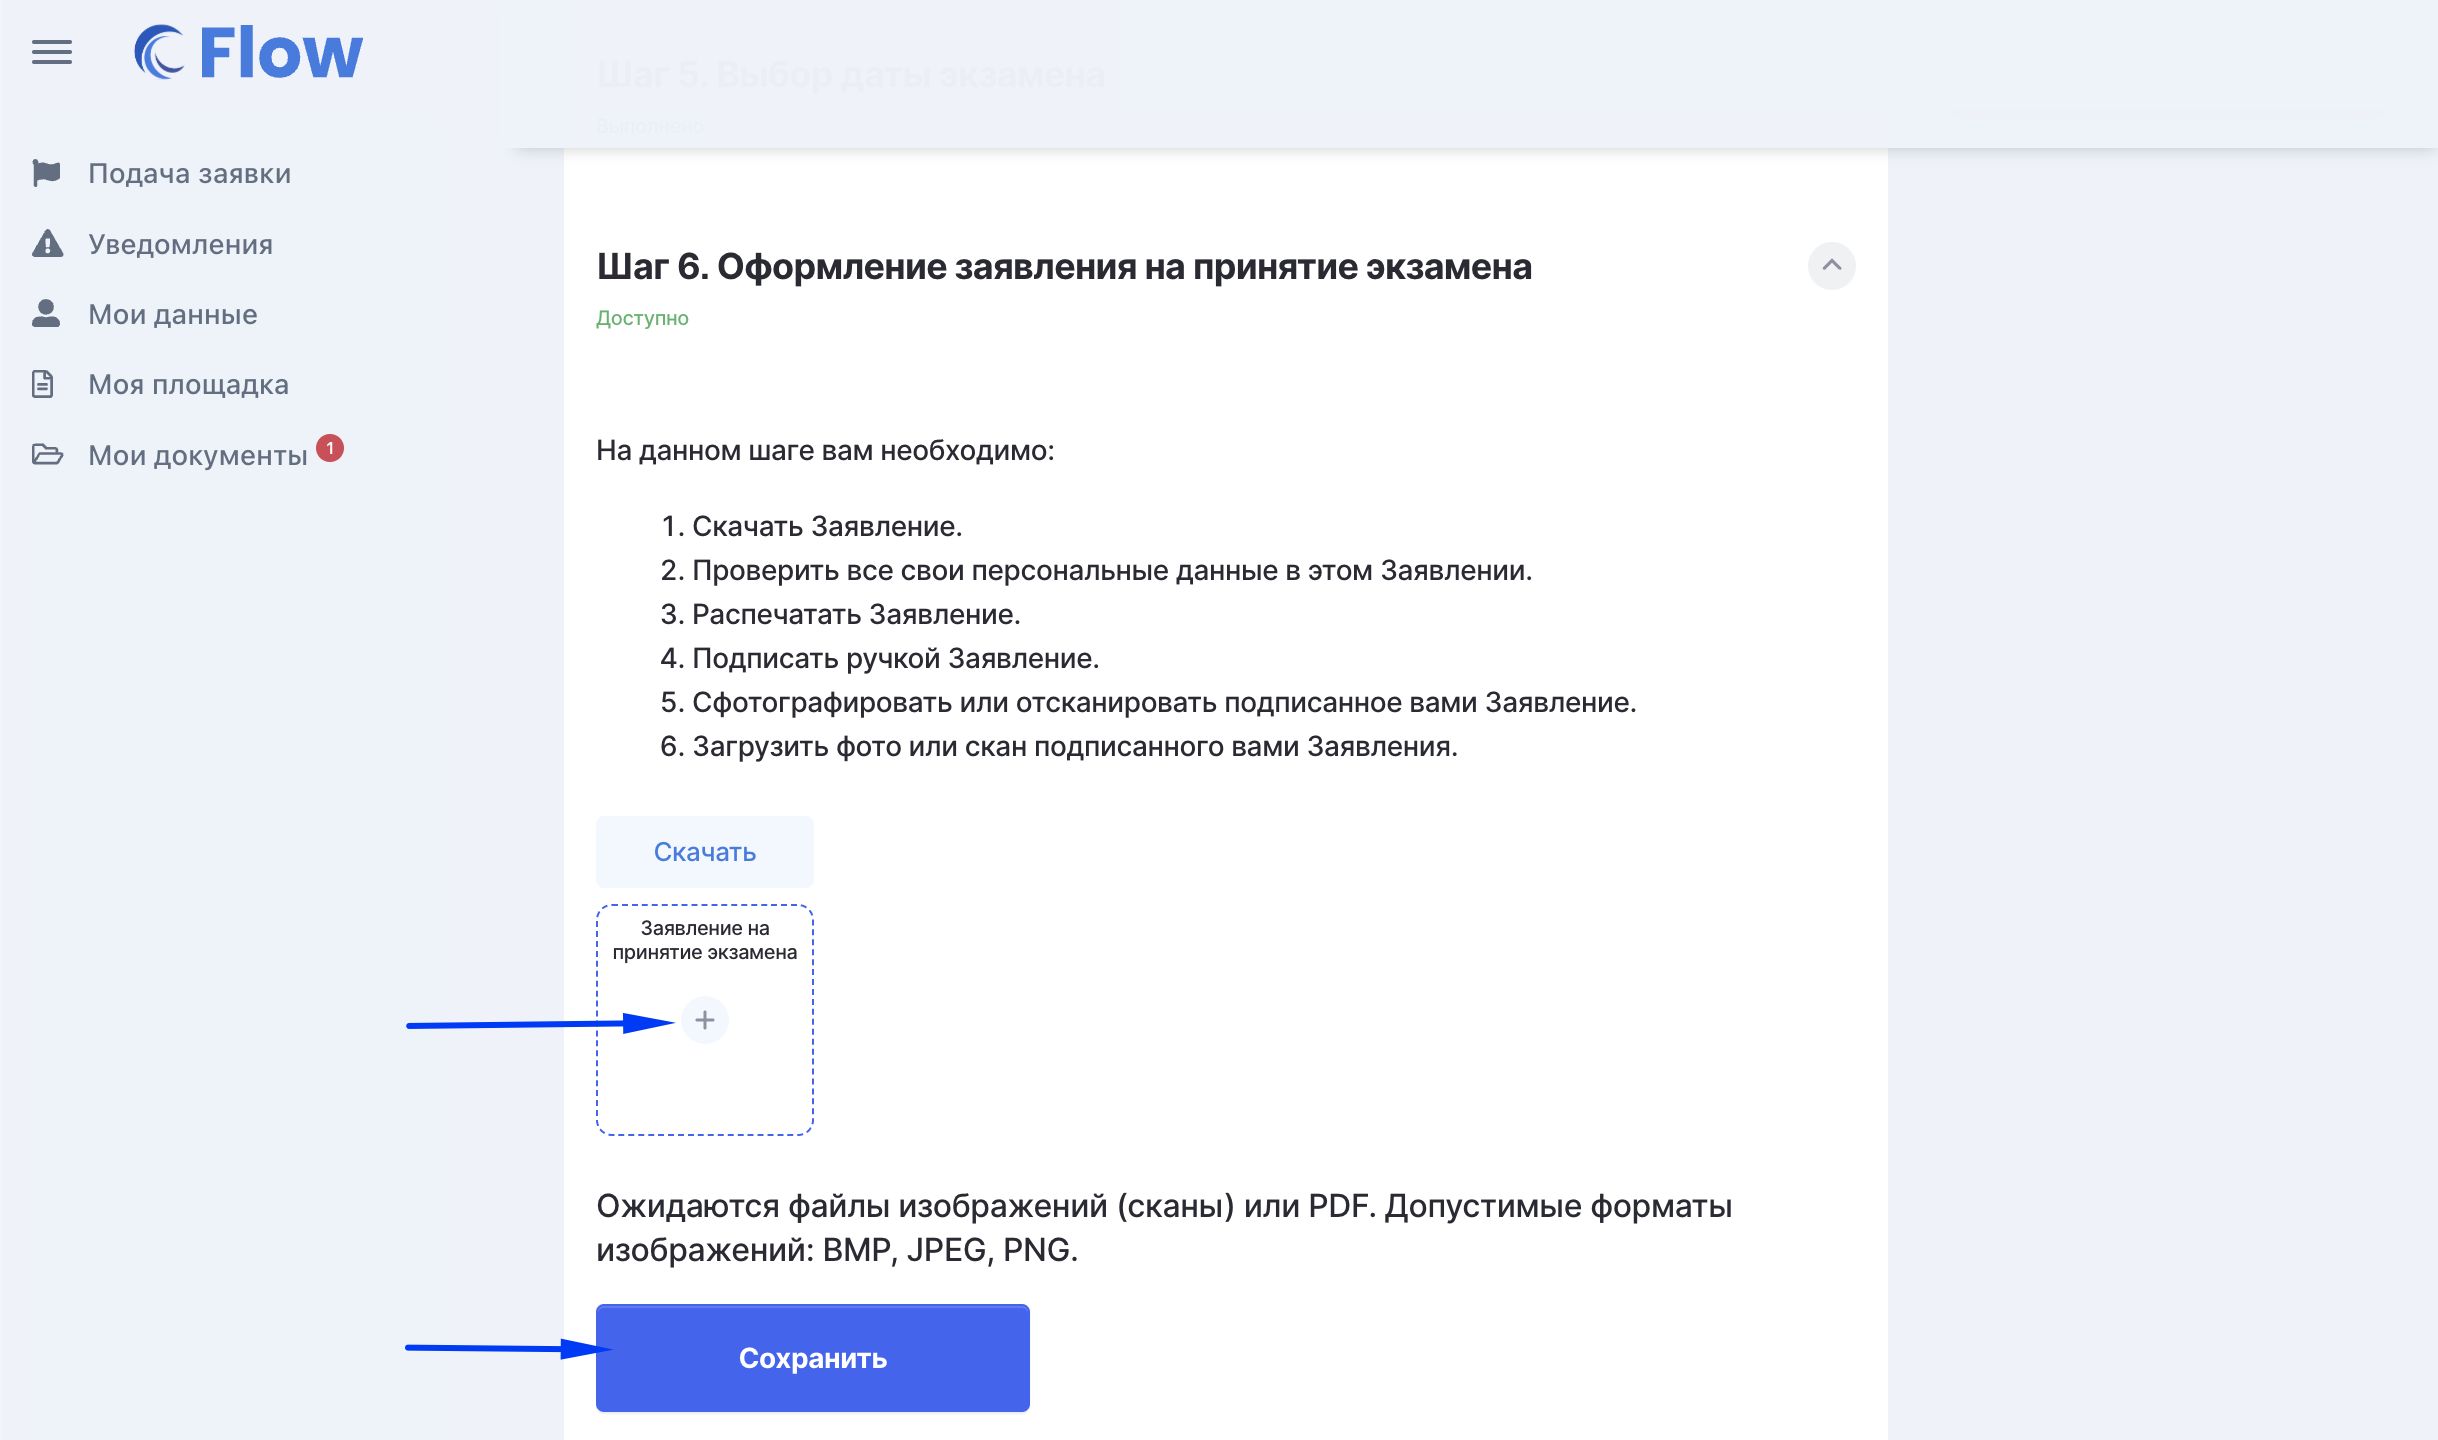 Flow
Шаг 5. Выбор даты экзамена
Выполнено
Подача заявки
Уведомления
Мои данные
Моя площадка
Мои документы 1
Шаг 6. Оформление заявления на принятие экзамена
Доступно
На данном шаге вам необходимо:
1. Скачать Заявление.
2. Проверить все свои персональные данные в этом Заявлении.
3. Распечатать Заявление.
4. Подписать ручкой Заявление.
5. Сфотографировать или отсканировать подписанное вами Заявление.
6. Загрузить фото или скан подписанного вами Заявления.
Скачать
Заявление на
принятие экзамена
Ожидаются файлы изображений (сканы) или PDF. Допустимые форматы
изображений: BMP, JPEG, PNG.
Сохранить